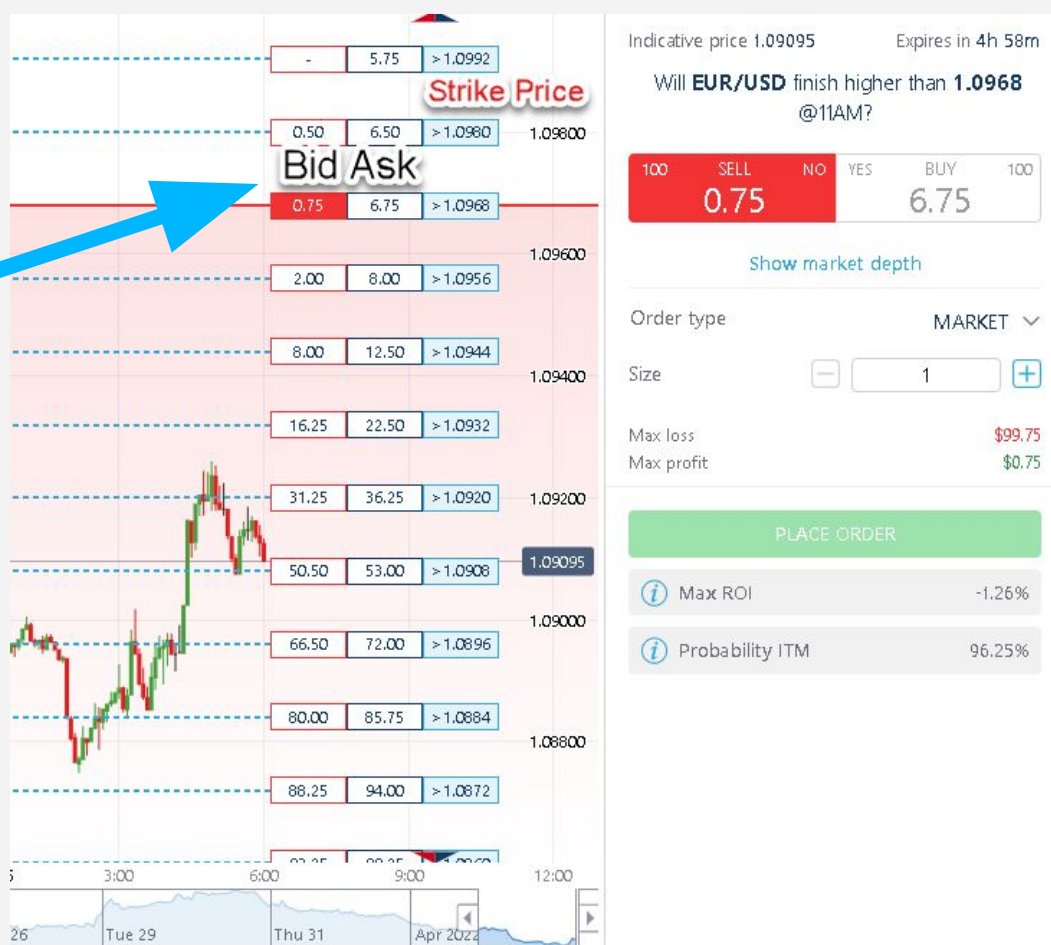 - 5.75 >1.0992
Strike Price
0.50 6.50 >1.0980 1.09800
Bid Ask
0.75 6.75 >1.0968
1.09600
2.00 8.00 >1.0956
8.00 12.50 >1.0944
1.09400
16.25 22.50 >1.0932
31.25 36.25 >1.0920 1.09200
1.09095
50.50 53.00 >1.0908
1.09000
66.50 72.00 >1.0896
80.00 85.75 >1.0884
1.08800
88.25 94.00 >1.0872
3:00 6:00 9:00 12:00
26 Tue 29 Thu 31 Apr 2022
Indicative price 1.09095 Expires in 4h 58m
Will EUR/USD finish higher than 1.0968
@11AM?
100 SELL NO YES BUY 100
0.75 6.75
Show market depth
Order type MARKET
Size 1
Max loss $99.75
Max profit $0.75
PLACE ORDER
i Max ROI -1.26%
i Probability ITM 96.25%